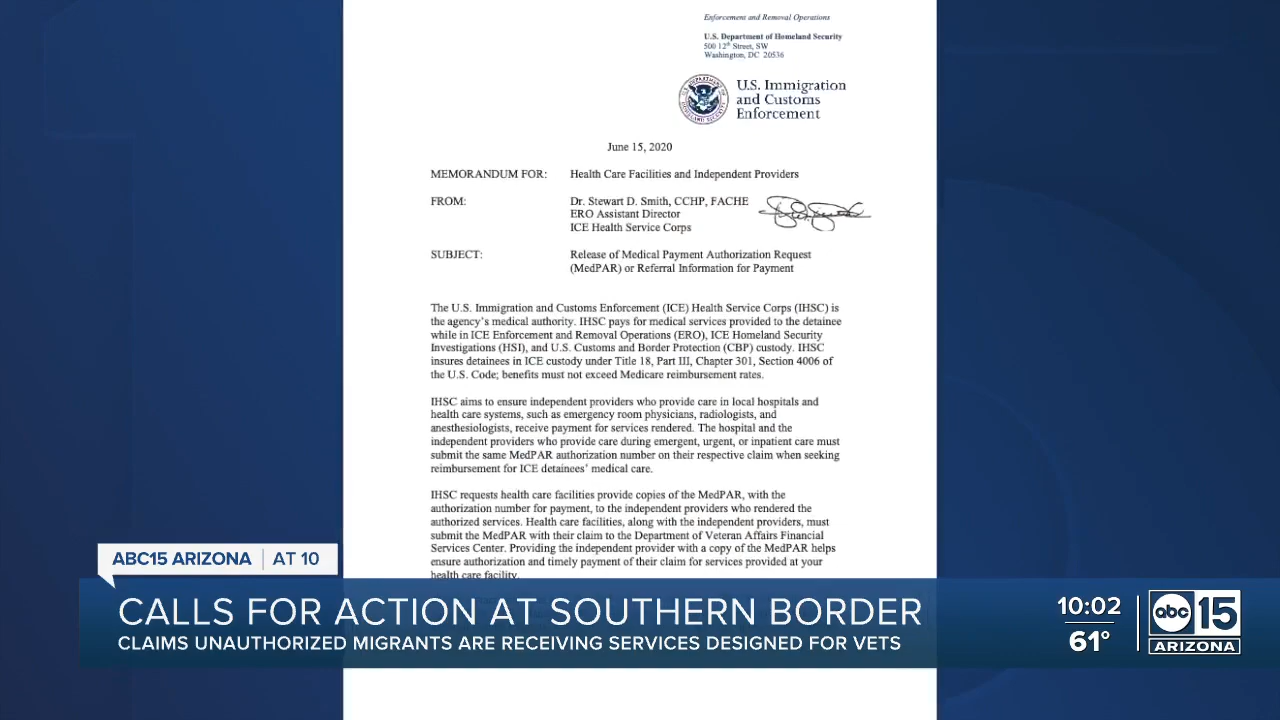 Enforcement and Removal Operations
U.S. Department of Homeland Security
500 12th Street, SW
Washington, DC 20536
U.S. Immigration
and Customs
Enforcement
June 15, 2020
MEMORANDUM FOR: Health Care Facilities and Independent Providers
FROM: Dr. Stewart D. Smith, CCHP, FACHE
ERO Assistant Director
ICE Health Service Corps
SUBJECT: Release of Medical Payment Authorization Request
(MedPAR) or Referral Information for Payment
The U.S. Immigration and Customs Enforcement (ICE) Health Service Corps (IHSC) is
the agency's medical authority. IHSC pays for medical services provided to the detainee
while in ICE Enforcement and Removal Operations (ERO), ICE Homeland Security
Investigations (HSI), and U.S. Customs and Border Protection (CBP) custody. IHSC
insures detainees in ICE custody under Title 18, Part III, Chapter 301, Section 4006 of
the U.S. Code; benefits must not exceed Medicare reimbursement rates.
IHSC aims to ensure independent providers who provide care in local hospitals and
health care systems, such as emergency room physicians, radiologists, and
anesthesiologists, receive payment for services rendered. The hospital and the
independent providers who provide care during emergent, urgent, or inpatient care must
submit the same MedPAR authorization number on their respective claim when seeking
reimbursement for ICE detainees' medical care.
IHSC requests health care facilities provide copies of the MedPAR, with the
authorization number for payment, to the independent providers who rendered the
authorized services. Health care facilities, along with the independent providers, must
submit the MedPAR with their claim to the Department of Veteran Affairs Financial
Services Center. Providing the independent provider with a copy of the MedPAR helps
ensure authorization and timely payment of their claim for services provided at your
health care facility.
ABC15 ARIZONA | AT 10
CALLS FOR ACTION AT SOUTHERN BORDER
CLAIMS UNAUTHORIZED MIGRANTS ARE RECEIVING SERVICES DESIGNED FOR VETS
10:02
61°
abc 15
ARIZONA